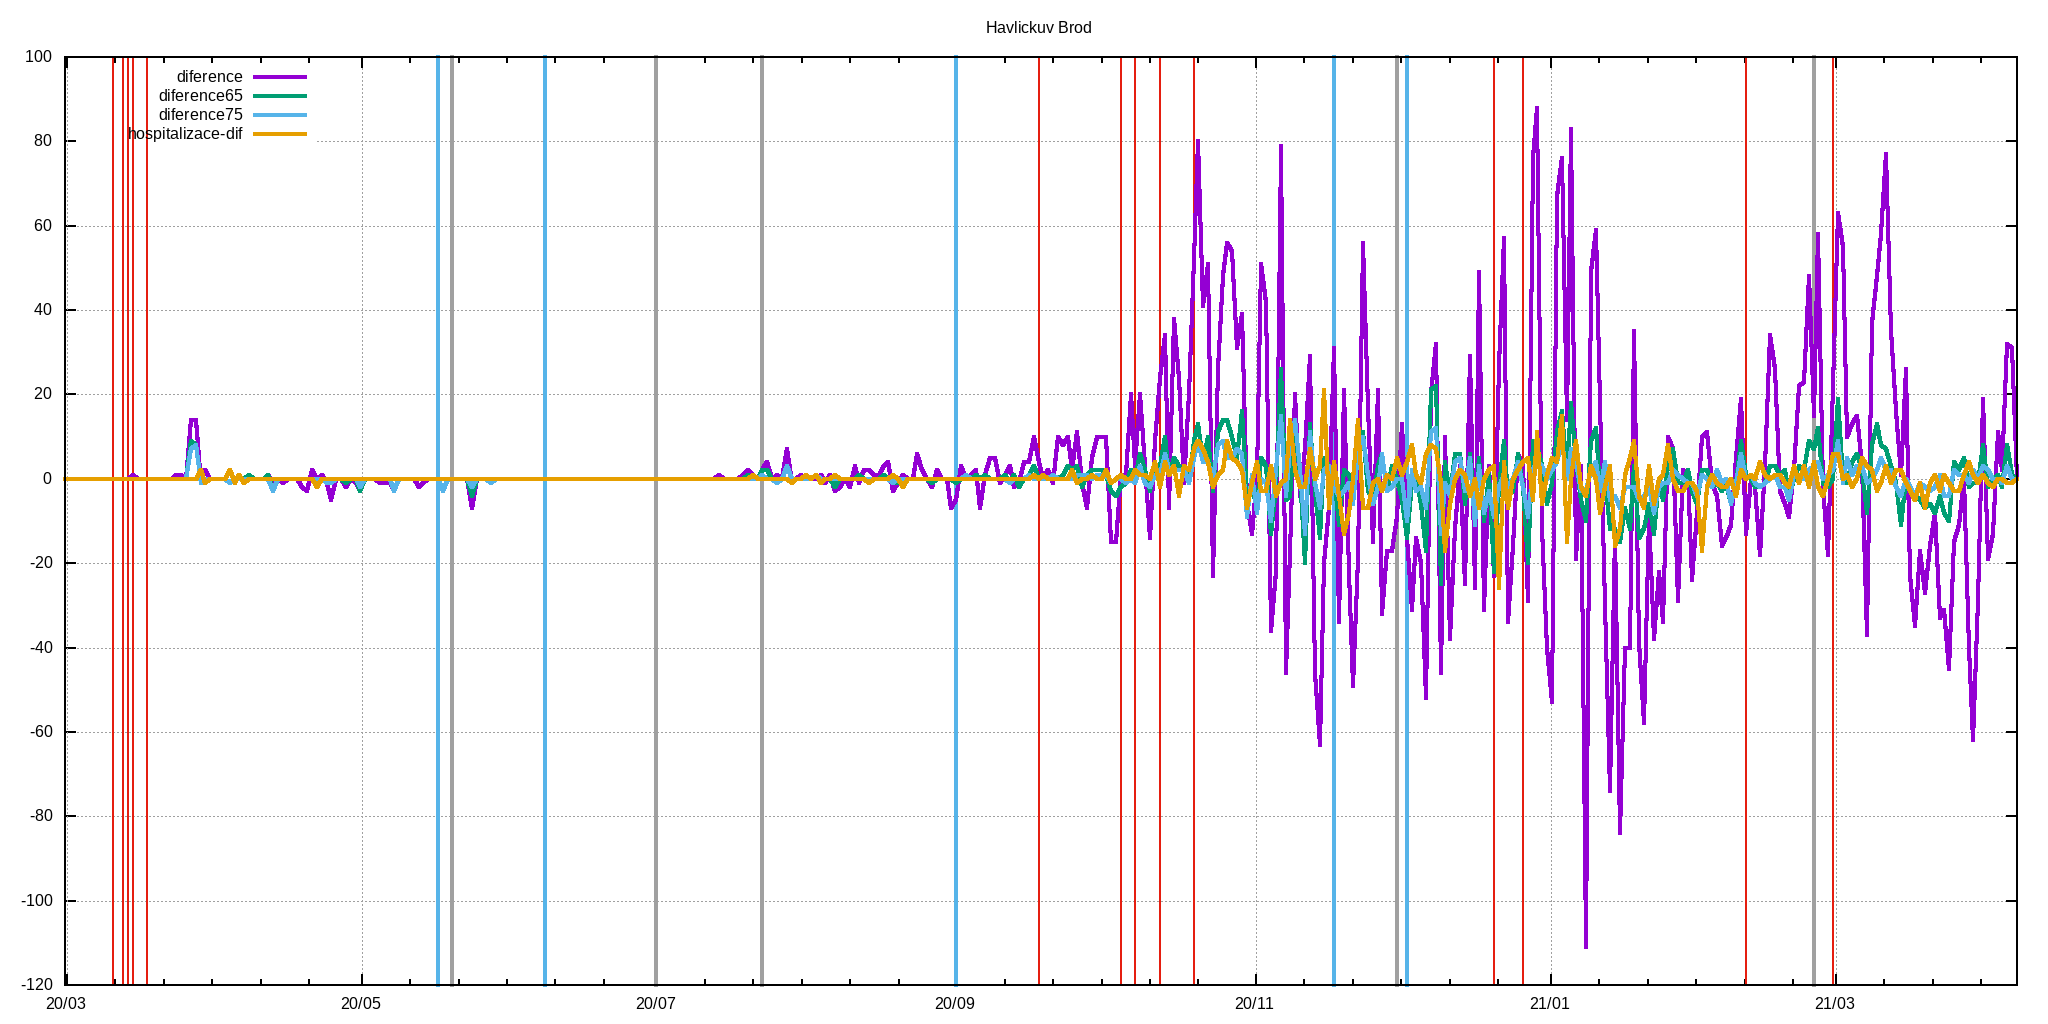 Havlickuv Brod
100
diference
diference65
diference75
hospitalizace-dif
80
60
40
20
0
-20
-40
-60
-80
-100
-120
20/03 20/05 20/07 20/09 20/11 21/01 21/03